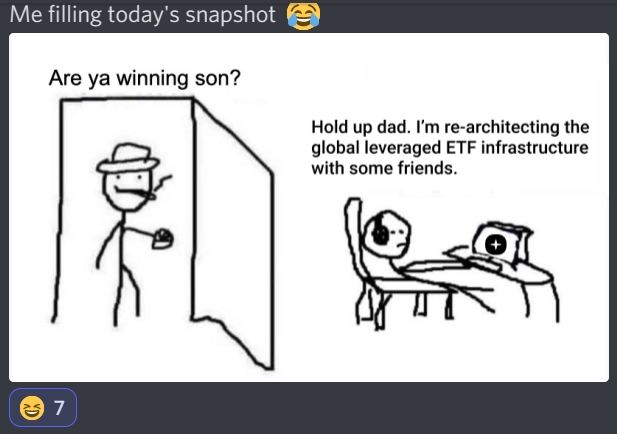 Me filling today's snapshot 😂
Are ya winning son?
Hold up dad. I'm re-architecting the
global leveraged ETF infrastructure
with some friends.
😆 7